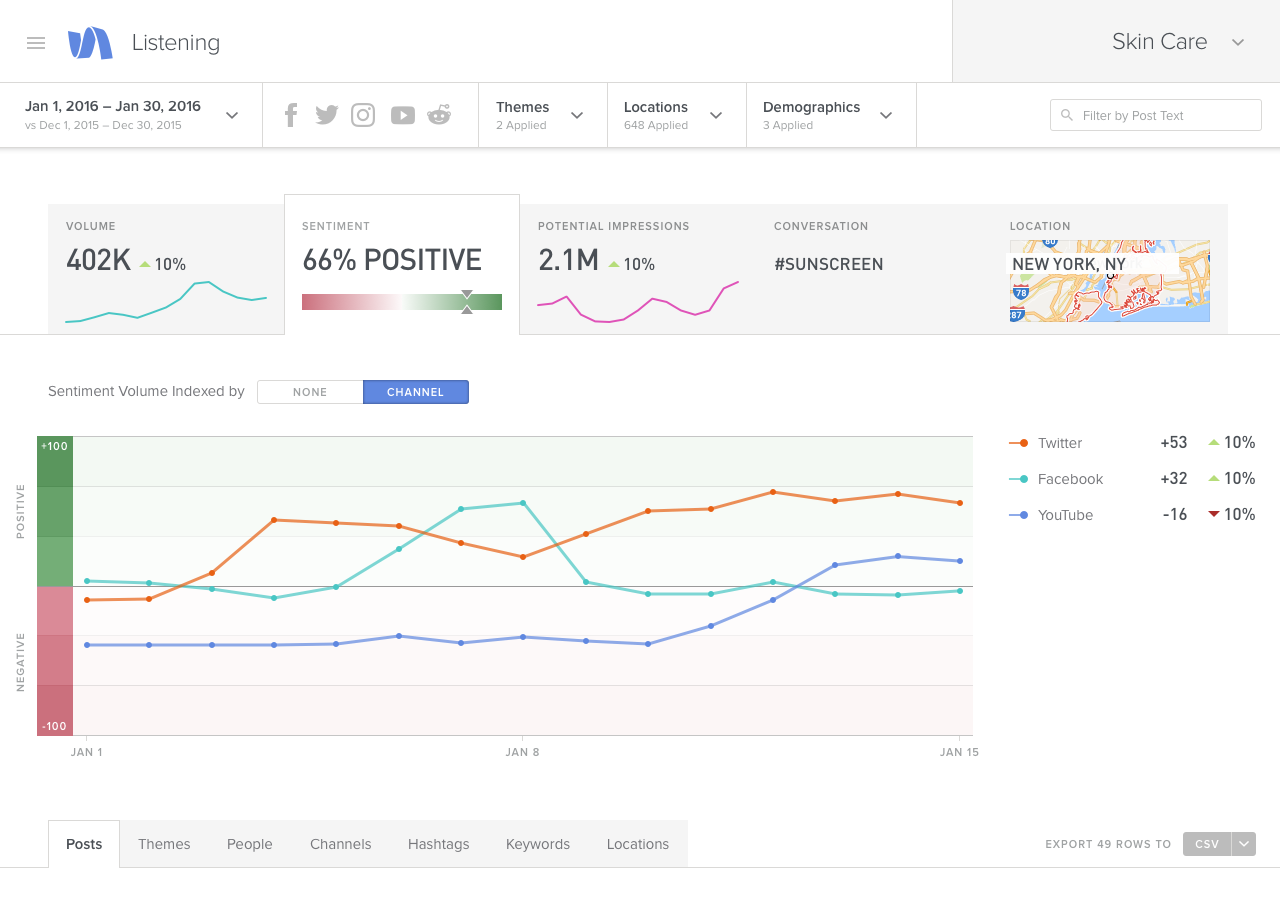 Listening
Skin Care
Jan 1, 2016 – Jan 30, 2016
vs Dec 1, 2015 – Dec 30, 2015
Themes
2 Applied
Locations
648 Applied
Demographics
3 Applied
Filter by Post Text
VOLUME
402K 10%
SENTIMENT
66% POSITIVE
POTENTIAL IMPRESSIONS
2.1M 10%
CONVERSATION
#SUNSCREEN
LOCATION
80
NEW YORK, NY
78
287
Sentiment Volume Indexed by
NONE
CHANNEL
+100
POSITIVE
NEGATIVE
-100
JAN 1
JAN 8
JAN 15
Twitter +53 10%
Facebook +32 10%
YouTube -16 10%
Posts
Themes
People
Channels
Hashtags
Keywords
Locations
EXPORT 49 ROWS TO
CSV